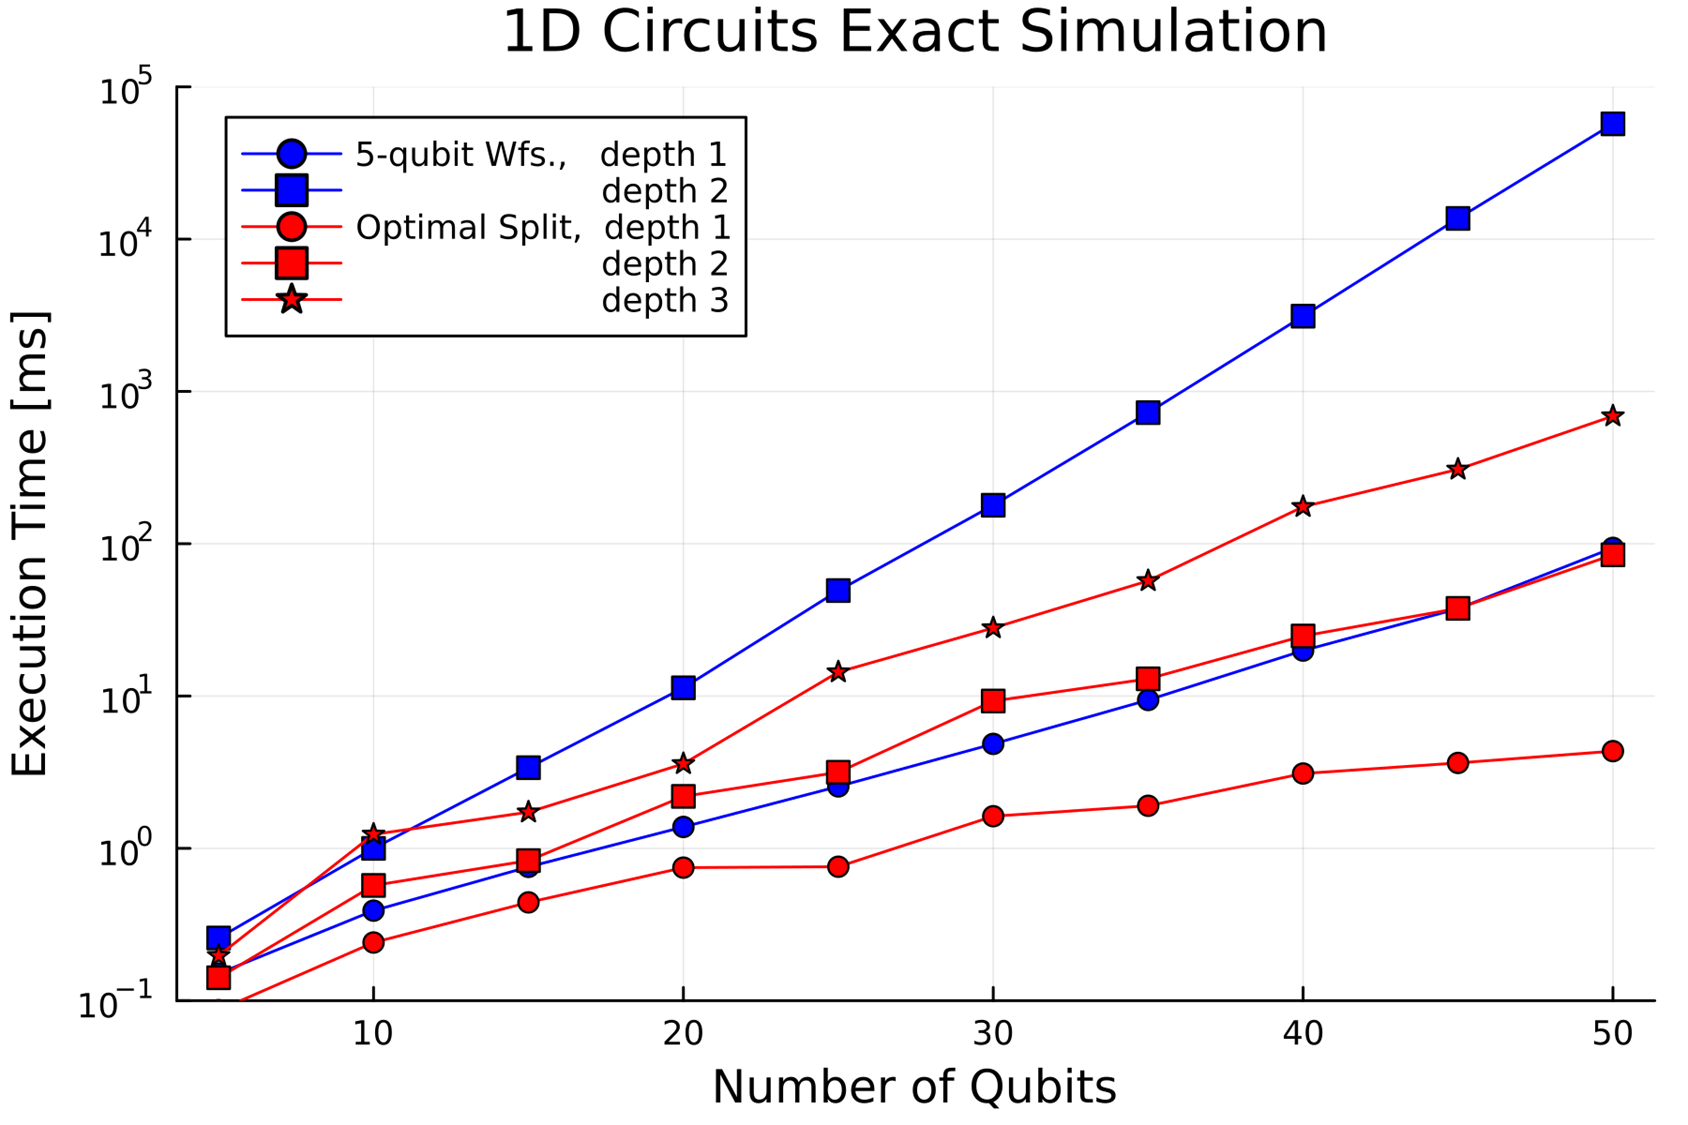 1D Circuits Exact Simulation
10^5
10^4
10^3
10^2
10^1
10^0
10^−1
Execution Time [ms]
5-qubit Wfs., depth 1
depth 2
Optimal Split, depth 1
depth 2
depth 3
10 20 30 40 50
Number of Qubits